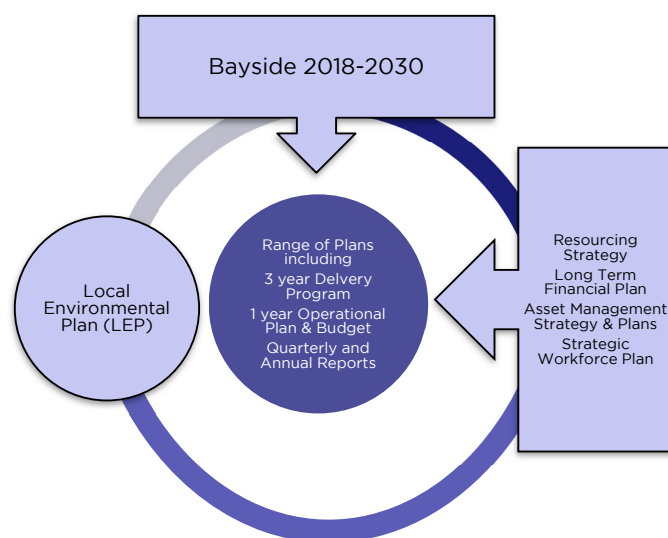 Bayside 2018-2030
Range of Plans
including
3 year Delvery
Program
1 year Operational
Plan & Budget
Quarterly and
Annual Reports
Local
Environmental
Plan (LEP)
Resourcing
Strategy
Long Term
Financial Plan
Asset Management
Strategy & Plans
Strategic
Workforce Plan